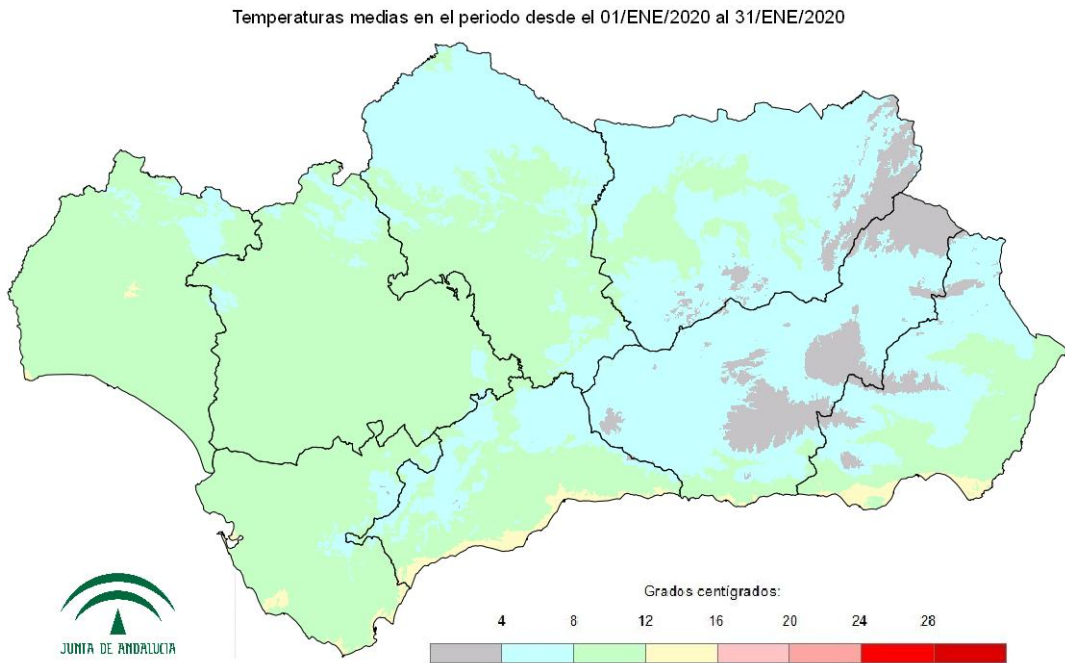 Temperaturas medias en el periodo desde el 01/ENE/2020 al 31/ENE/2020
Grados centígrados:
4 8 12 16 20 24 28
JUNTA DE ANDALUCIA